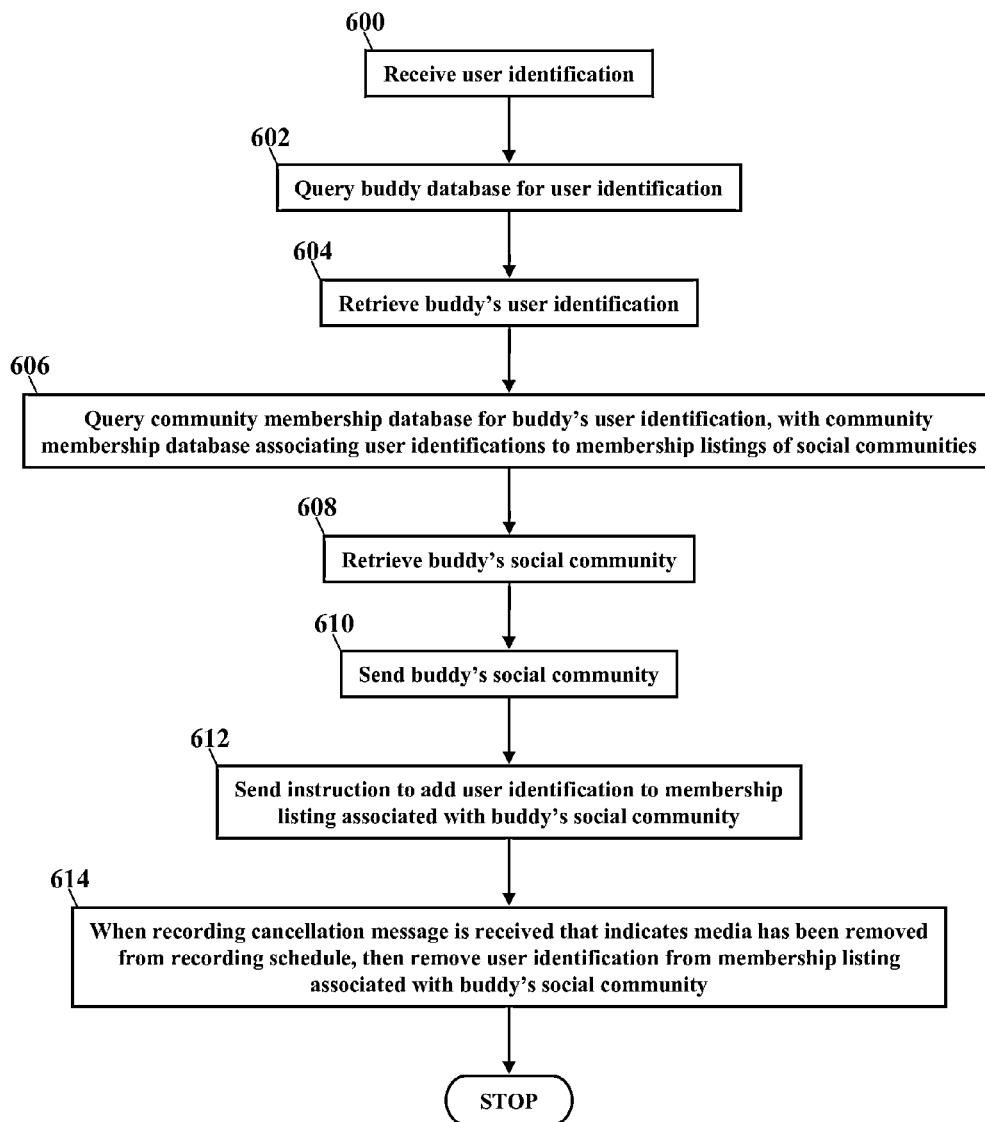 600
Receive user identification
602
Query buddy database for user identification
604
Retrieve buddy's user identification
606
Query community membership database for buddy's user identification, with community
membership database associating user identifications to membership listings of social communities
608
Retrieve buddy's social community
610
Send buddy's social community
612
Send instruction to add user identification to membership
listing associated with buddy's social community
614
When recording cancellation message is received that indicates media has been removed
from recording schedule, then remove user identification from membership listing
associated with buddy's social community
STOP